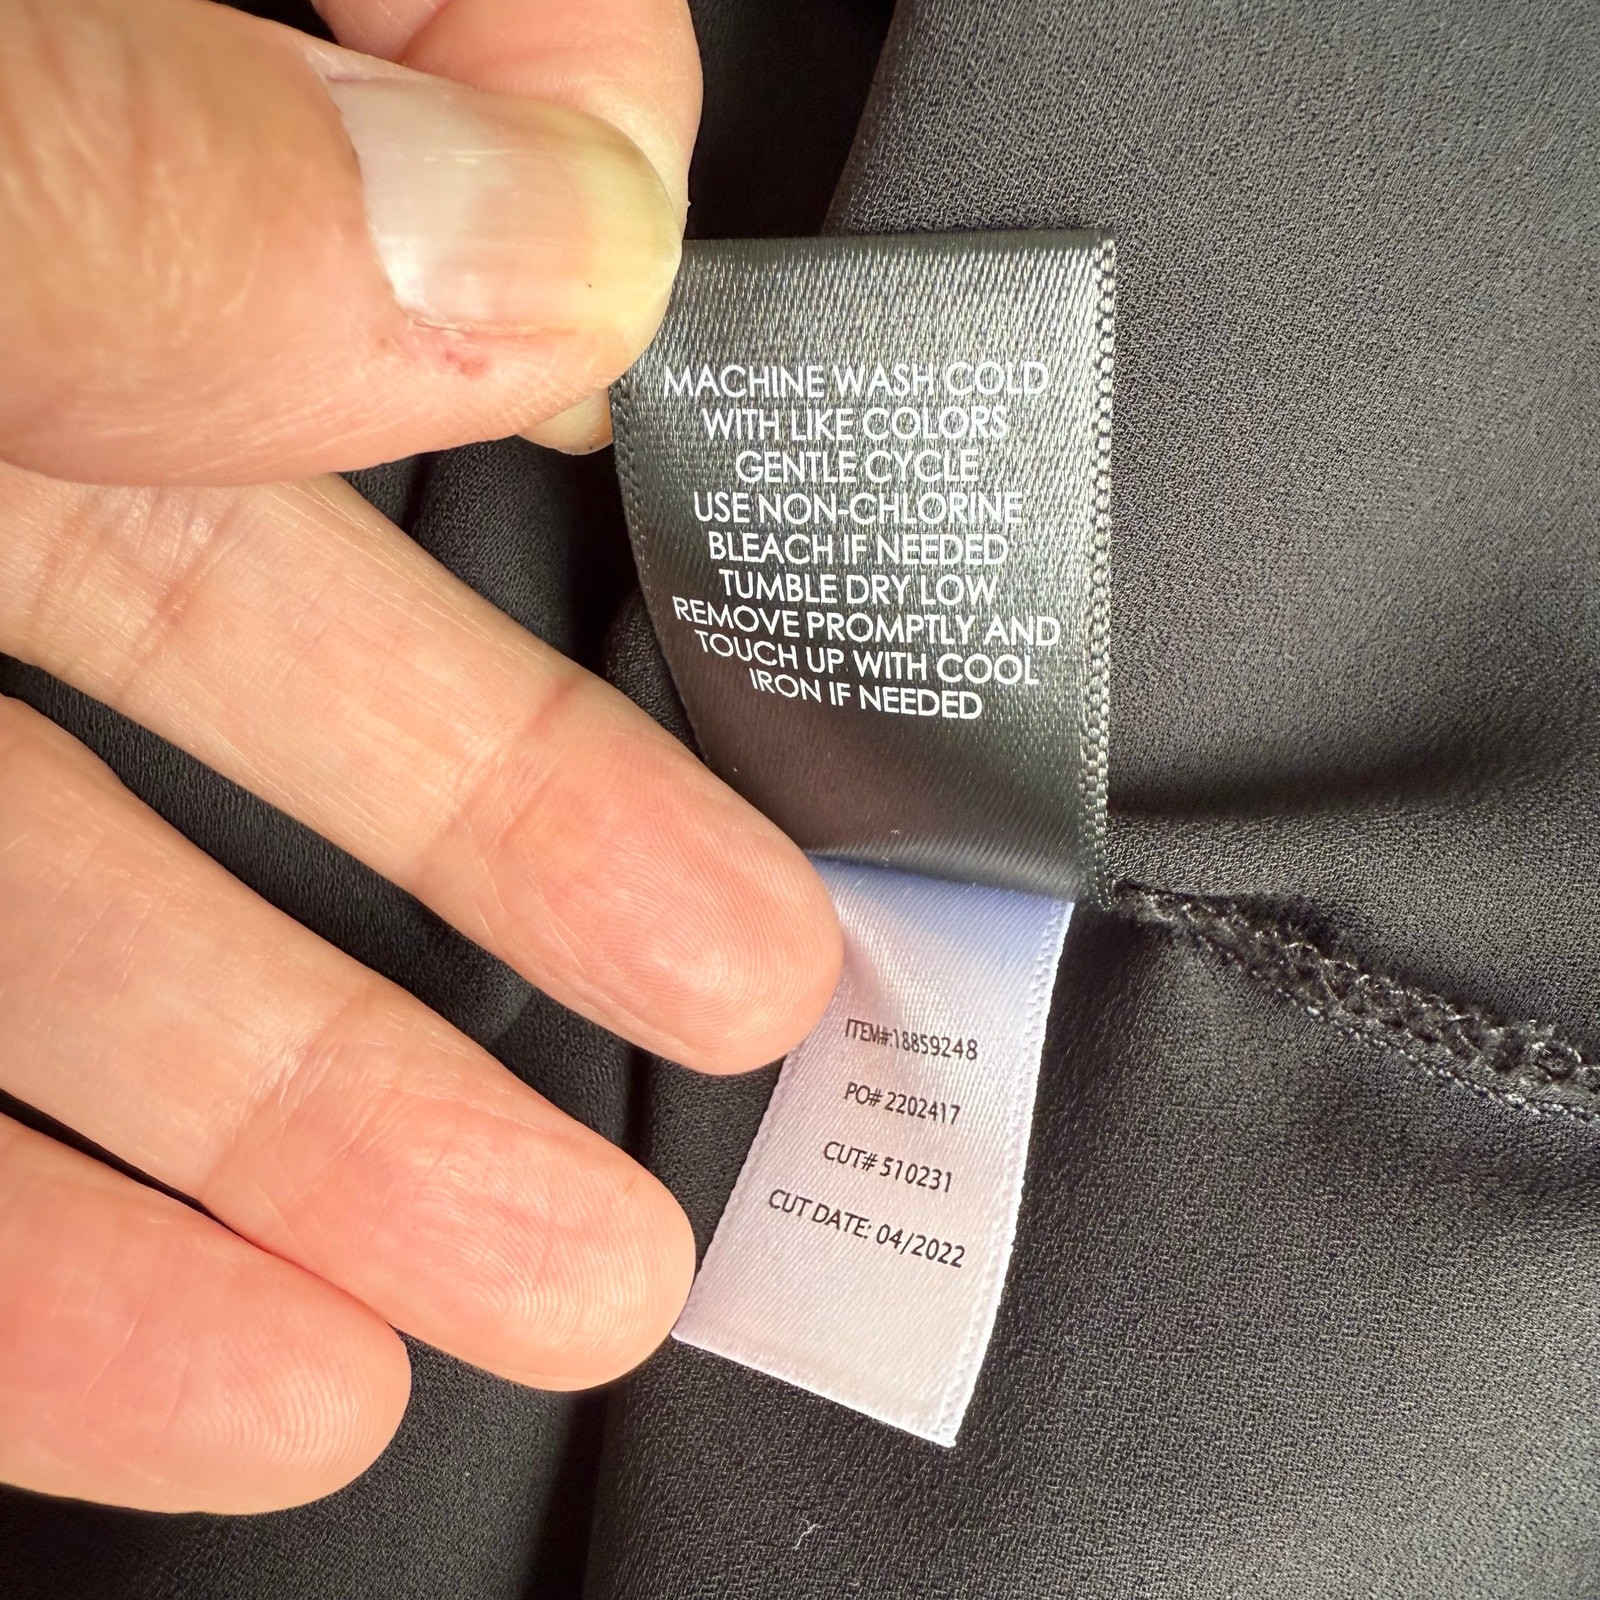 MACHINE WASH COLD
WITH LIKE COLORS
GENTLE CYCLE
USE NON-CHLORINE
BLEACH IF NEEDED
TUMBLE DRY LOW
REMOVE PROMPTLY AND
TOUCH UP WITH COOL
IRON IF NEEDED
ITEM#:18859248
PO# 2202417
CUT# 510231
CUT DATE: 04/2022